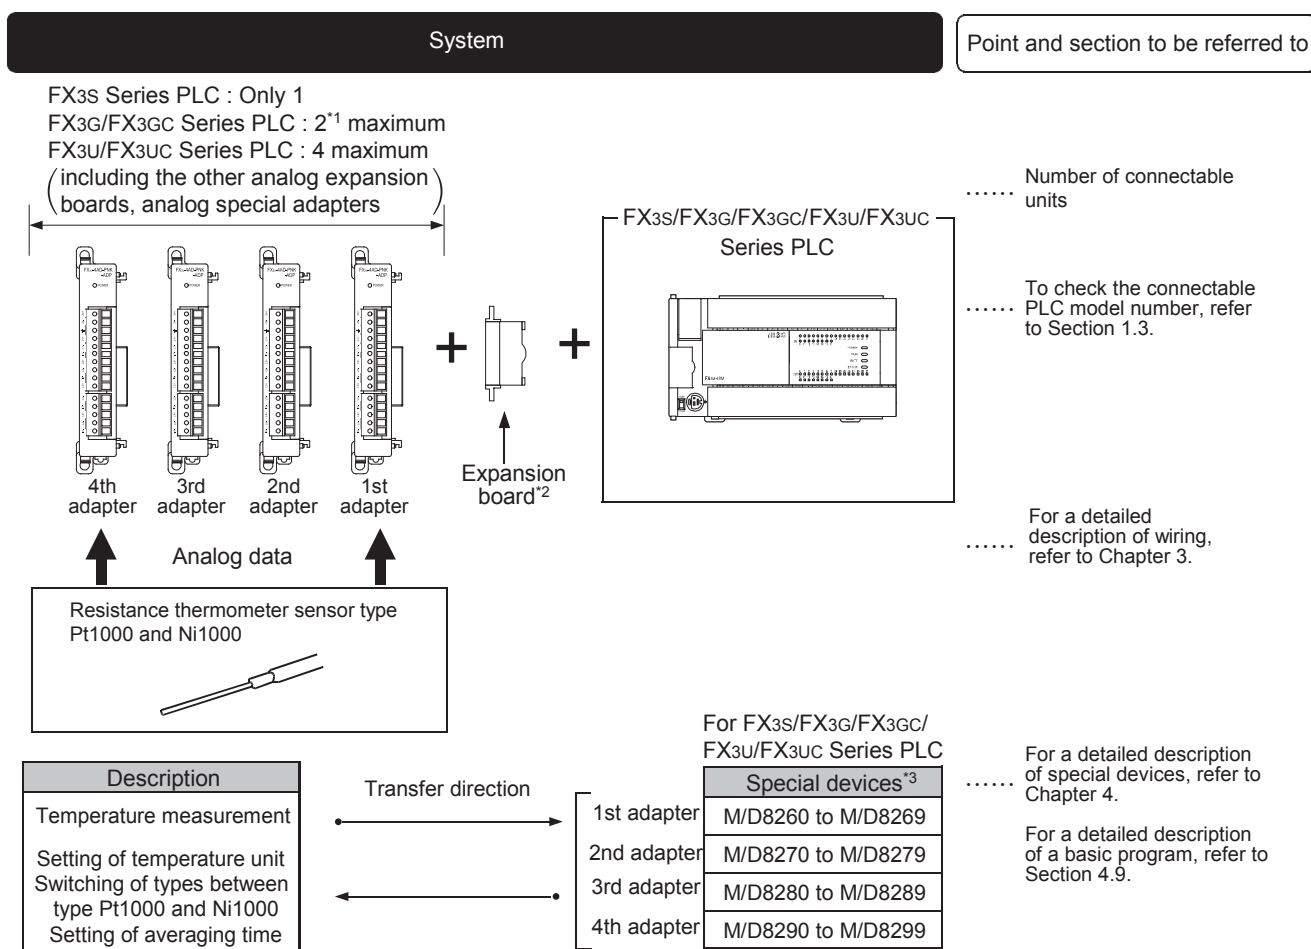 System
Point and section to be referred to
FX3S Series PLC : Only 1
FX3G/FX3GC Series PLC : 2*1 maximum
FX3U/FX3UC Series PLC : 4 maximum
(including the other analog expansion
boards, analog special adapters)
Number of connectable
units
FX3S/FX3G/FX3GC/FX3U/FX3UC
Series PLC
To check the connectable
PLC model number, refer
to Section 1.3.
4th
adapter
3rd
adapter
2nd
adapter
1st
adapter
Expansion
board*2
Analog data
For a detailed
description of wiring,
refer to Chapter 3.
Resistance thermometer sensor type
Pt1000 and Ni1000
For FX3S/FX3G/FX3GC/
FX3U/FX3UC Series PLC
Description
Transfer direction
Special devices*3
Temperature measurement
1st adapter M/D8260 to M/D8269
Setting of temperature unit
2nd adapter M/D8270 to M/D8279
Switching of types between
type Pt1000 and Ni1000
3rd adapter M/D8280 to M/D8289
Setting of averaging time
4th adapter M/D8290 to M/D8299
For a detailed description
of special devices, refer to
Chapter 4.
For a detailed description
of a basic program, refer to
Section 4.9.